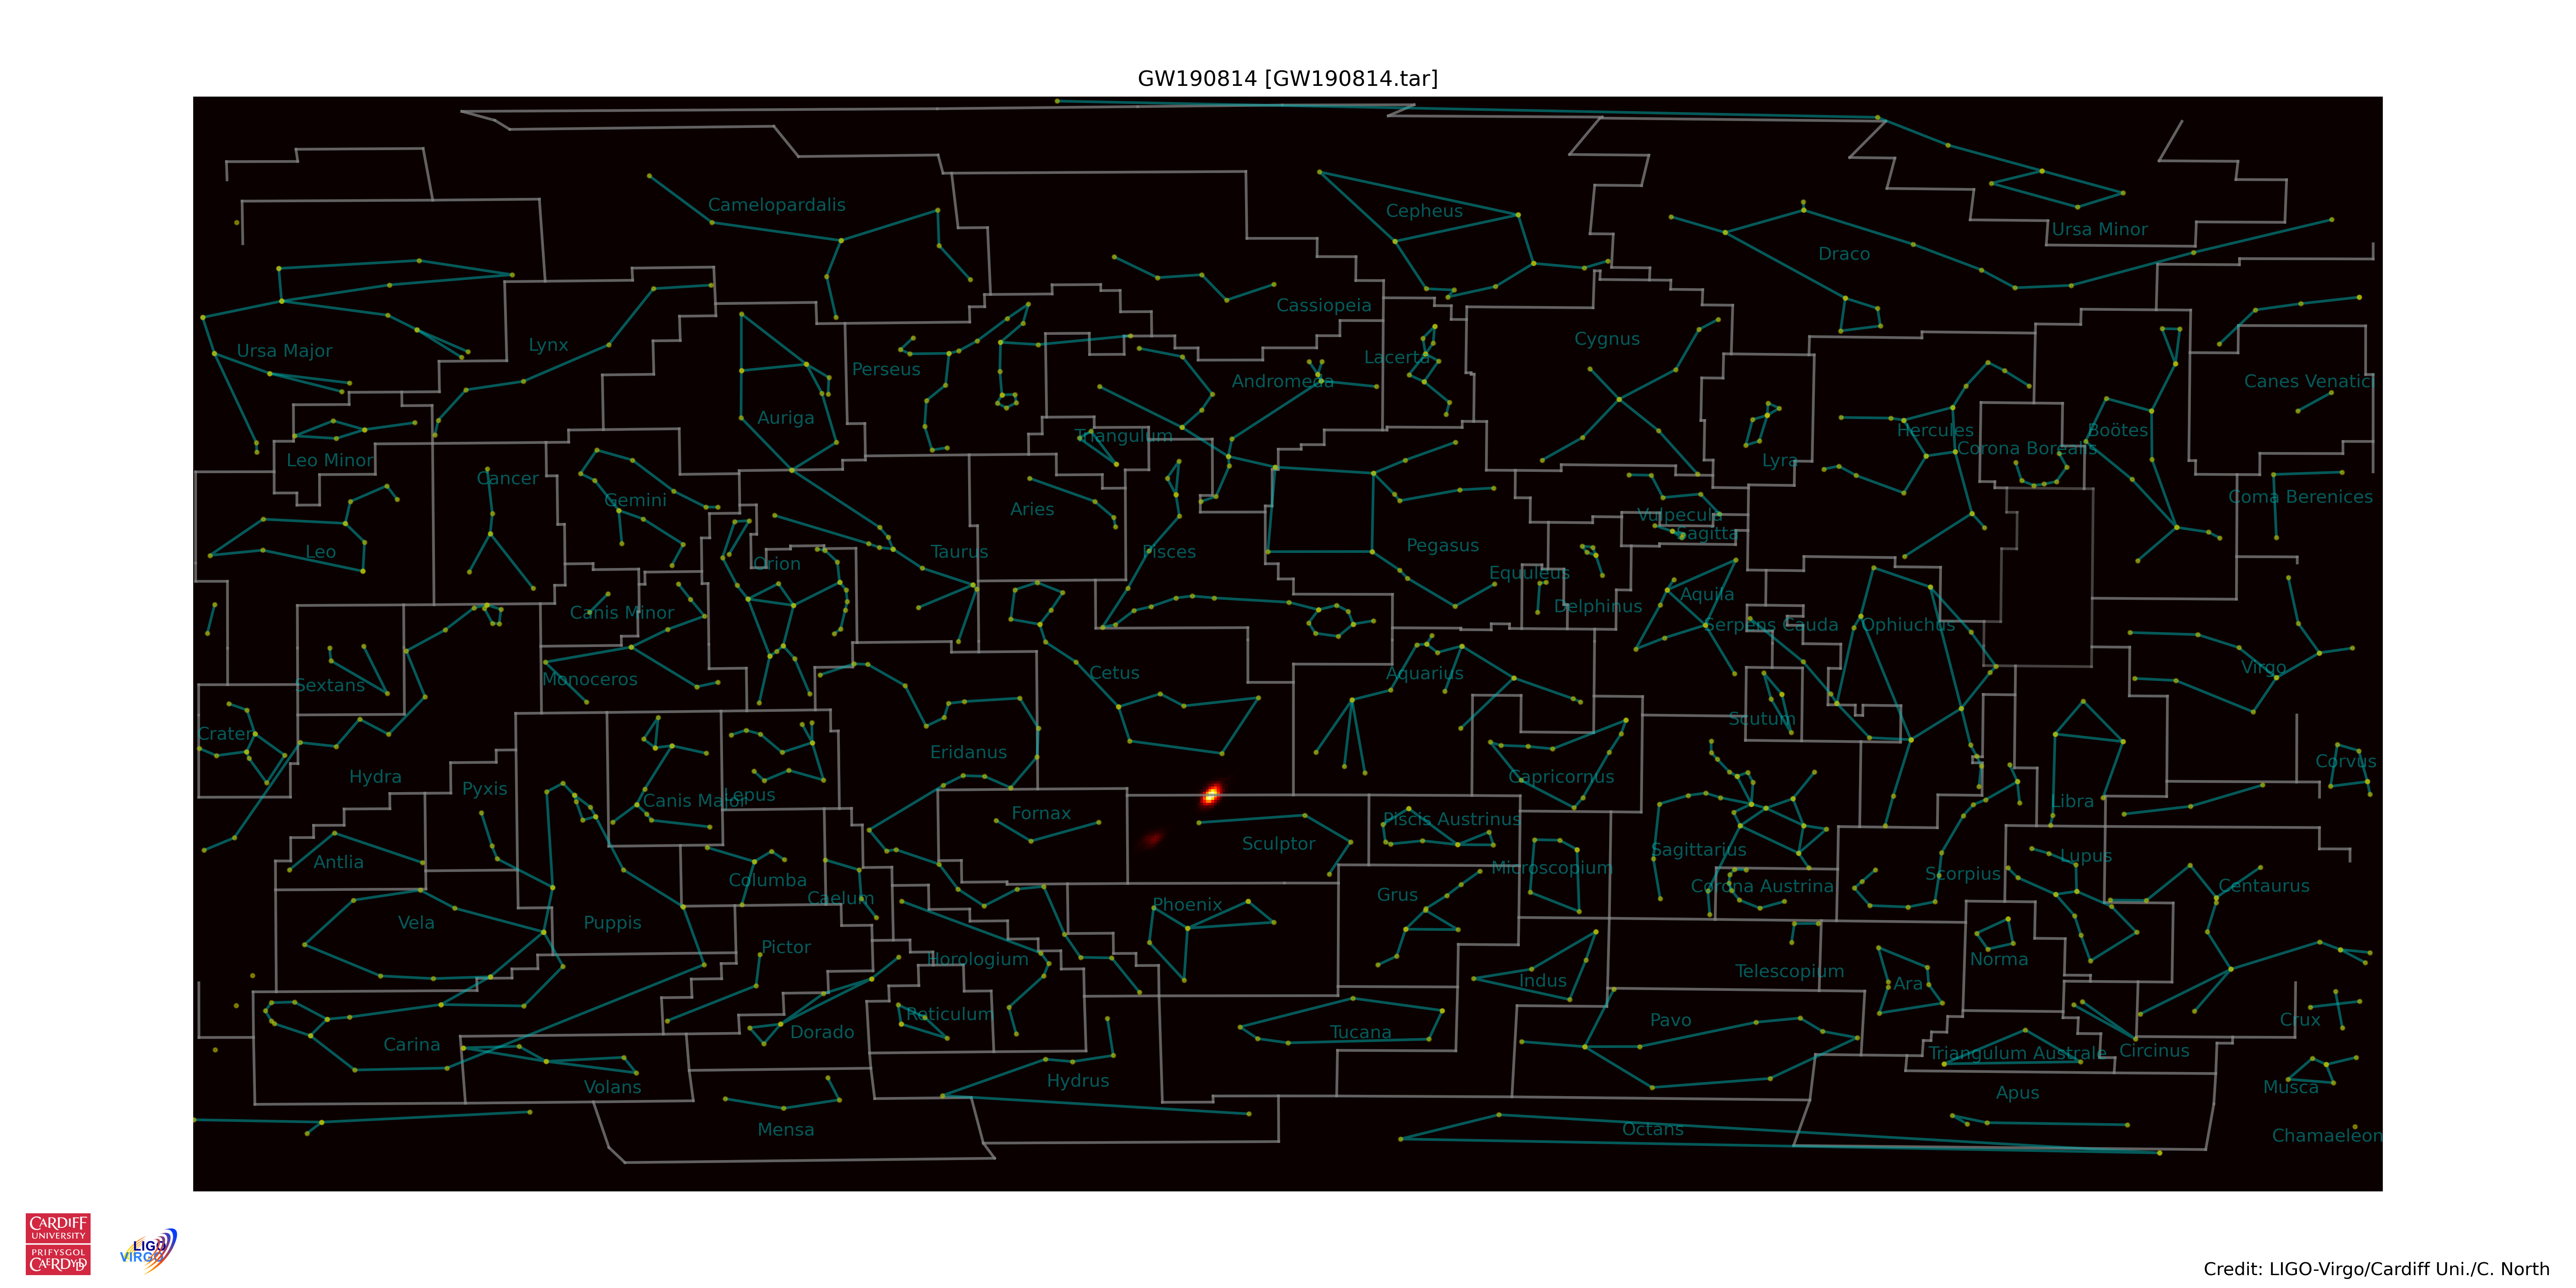 GW190814 [GW190814.tar]
Camelopardalis
Cepheus
Ursa Minor
Draco
Cassiopeia
Ursa Major
Lynx
Perseus
Andromeda
Lacerta
Cygnus
Canes Venatici
Auriga
Triangulum
Hercules
Boötes
Corona Borealis
Leo Minor
Lyra
Cancer
Gemini
Aries
Coma Berenices
Vulpecula
Sagitta
Leo
Orion
Taurus
Pisces
Pegasus
Equuleus
Canis Minor
Delphinus
Aquila
Serpens Cauda
Ophiuchus
Sextans
Monoceros
Cetus
Aquarius
Virgo
Crater
Scutum
Eridanus
Hydra
Pyxis
Capricornus
Corvus
Canis Major
Lepus
Libra
Fornax
Piscis Austrinus
Sculptor
Antlia
Sagittarius
Lupus
Microscopium
Columba
Caelum
Corona Austrina
Scorpius
Centaurus
Grus
Phoenix
Vela
Puppis
Pictor
Horologium
Telescopium
Norma
Indus
Ara
Reticulum
Dorado
Tucana
Pavo
Crux
Carina
Triangulum Australe
Circinus
Volans
Hydrus
Apus
Musca
Mensa
Octans
Chamaeleon
CARDIFF
UNIVERSITY
PRIFYSGOL
CAERDYDD
LIGO
VIRGO
Credit: LIGO-Virgo/Cardiff Uni./C. North